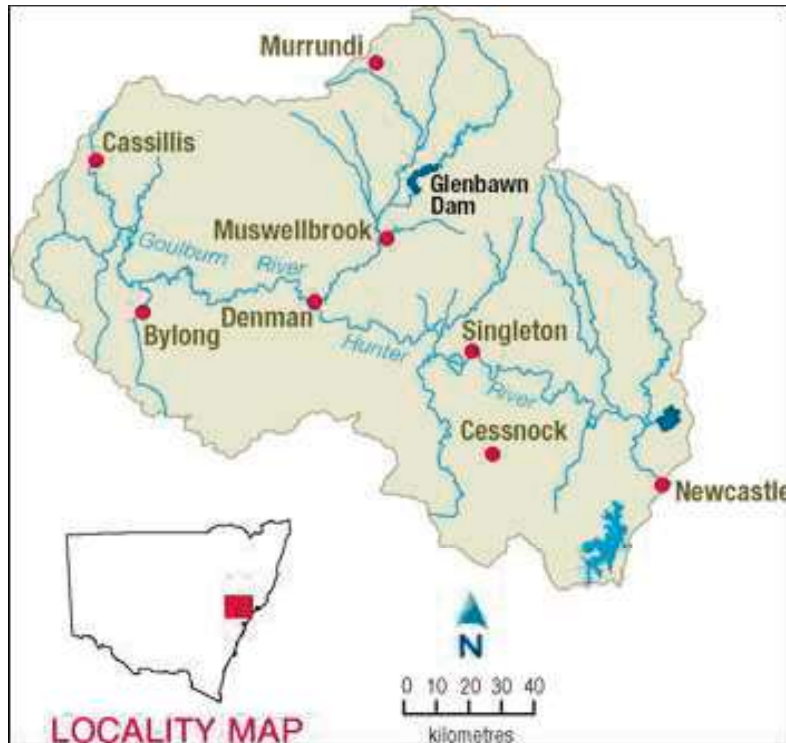 Murrundi
Cassillis
Glenbawn
Dam
Muswellbrook
Goulburn River
Denman
Bylong
Hunter
Singleton
River
Cessnock
Newcastle
N
0 10 20 30 40
kilometres
LOCALITY MAP